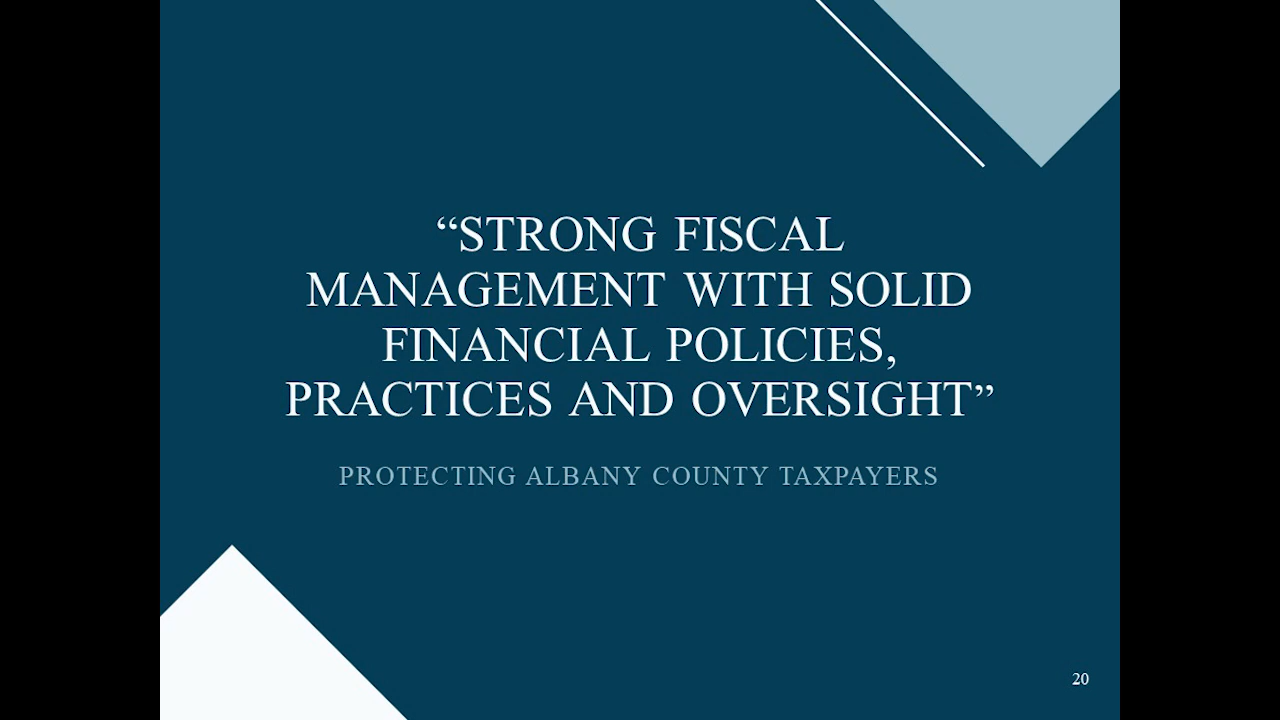 “STRONG FISCAL
MANAGEMENT WITH SOLID
FINANCIAL POLICIES,
PRACTICES AND OVERSIGHT”
PROTECTING ALBANY COUNTY TAXPAYERS
20